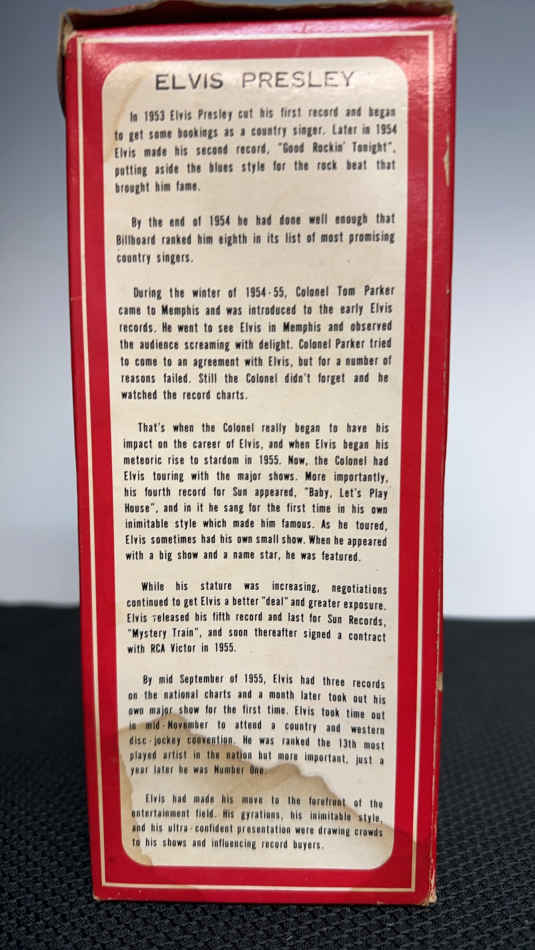 ELVIS PRESLEY
In 1953 Elvis Presley cut his first record and began
to get some bookings as a country singer. Later in 1954
Elvis made his second record, "Good Rockin' Tonight",
putting aside the blues style for the rock beat that
brought him fame.
By the end of 1954 he had done well enough that
Billboard ranked him eighth in its list of most promising
country singers.
During the winter of 1954-55, Colonel Tom Parker
came to Memphis and was introduced to the early Elvis
records. He went to see Elvis in Memphis and observed
the audience screaming with delight. Colonel Parker tried
to come to an agreement with Elvis, but for a number of
reasons failed. Still the Colonel didn't forget and he
watched the record charts.
That's when the Colonel really began to have his
impact on the career of Elvis, and when Elvis began his
meteoric rise to stardom in 1955. Now, the Colonel had
Elvis touring with the major shows. More importantly,
his fourth record for Sun appeared, "Baby, Let's Play
House", and in it he sang for the first time in his own
inimitable style which made him famous. As he toured,
Elvis sometimes had his own small show. When he appeared
with a big show and a name star, he was featured.
While his stature was increasing, negotiations
continued to get Elvis a better "deal" and greater exposure.
Elvis released his fifth record and last for Sun Records,
"Mystery Train", and soon thereafter signed a contract
with RCA Victor in 1955.
By mid September of 1955, Elvis had three records
on the national charts and a month later took out his
own major show for the first time. Elvis took time out
in mid-November to attend a country and western
disc-jockey convention. He was ranked the 13th most
played artist in the nation but more important, just a
year later he was Number One.
Elvis had made his move to the forefront of the
entertainment field. His gyrations, his inimitable style,
and his ultra-confident presentation were drawing crowds
to his shows and influencing record buyers.